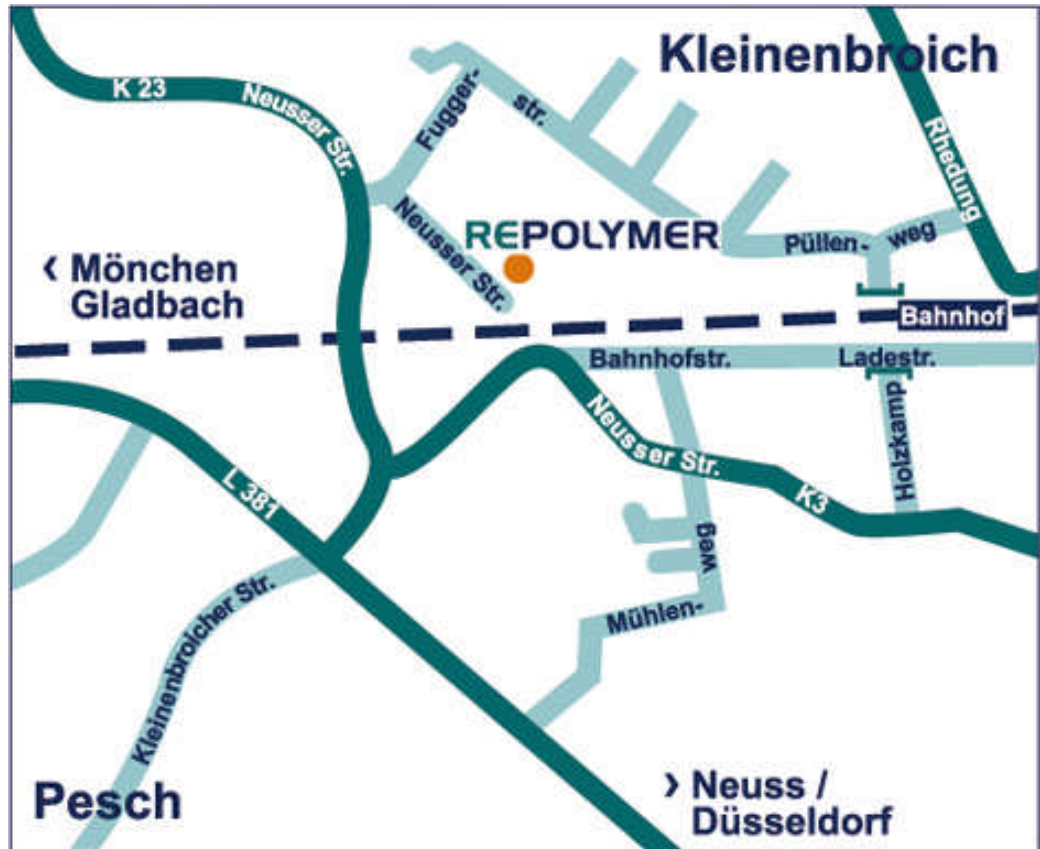 Kleinenbroich
K 23
Neusser Str.
Fugger-
str.
Rhedung
Neusser Str.
REPOLYMER
Püllen-
weg
‹ Mönchen
Gladbach
Bahnhof
Bahnhofstr.
Ladestr.
Neusser Str.
K3
Holzkamp
L 381
weg
Mühlen-
Kleinenbroicher Str.
Pesch
› Neuss /
Düsseldorf